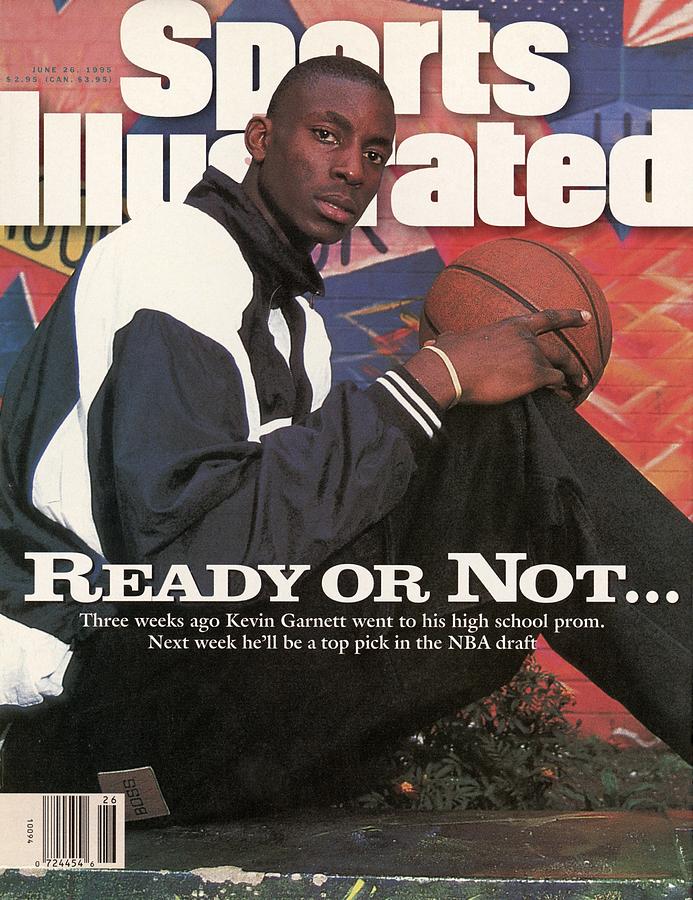 Sports
Illustrated
JUNE 26, 1995
$2.95 (CAN. $3.95)
READY OR NOT...
Three weeks ago Kevin Garnett went to his high school prom.
Next week he'll be a top pick in the NBA draft
BOSS
26
10094
0 724454 6